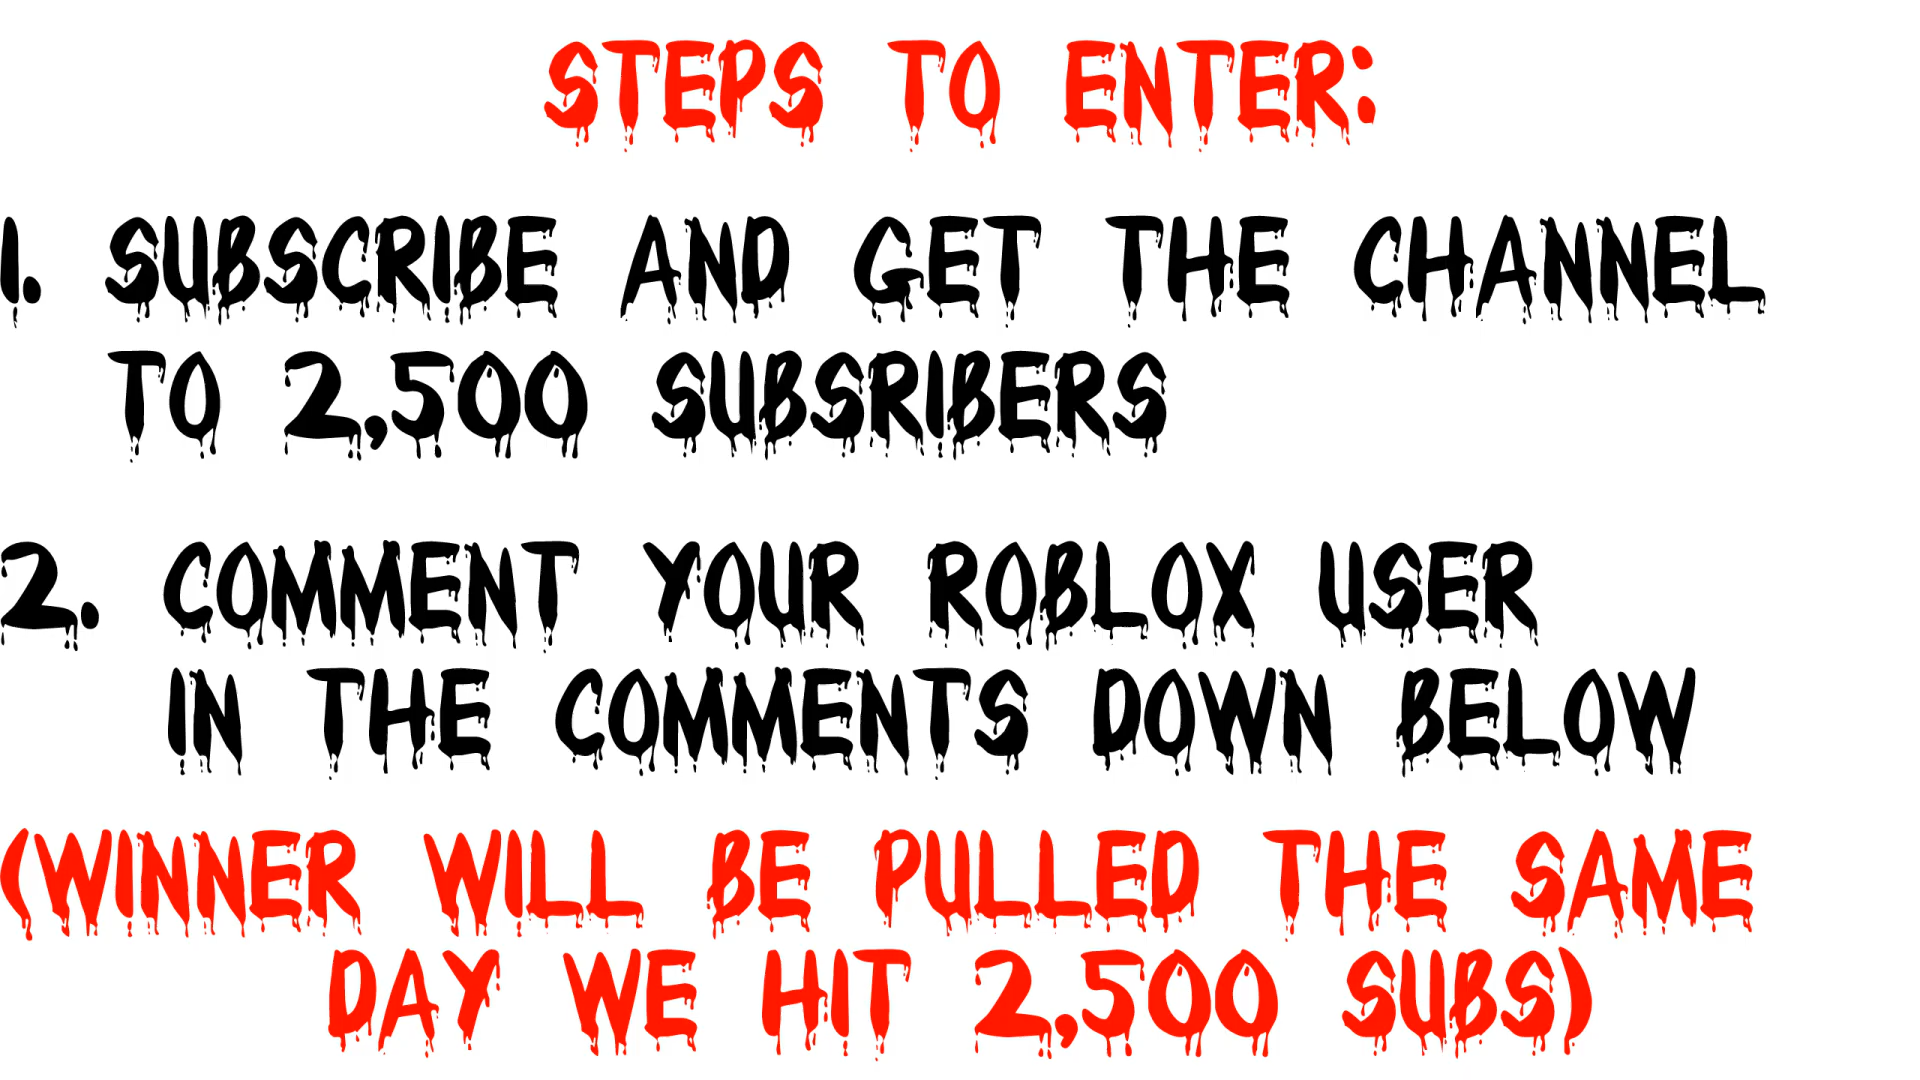 STEPS TO ENTER:
1. SUBSCRIBE AND GET THE CHANNEL
TO 2,500 SUBSRIBERS
2. COMMENT YOUR ROBLOX USER
IN THE COMMENTS DOWN BELOW
(WINNER WILL BE PULLED THE SAME
DAY WE HIT 2,500 SUBS)